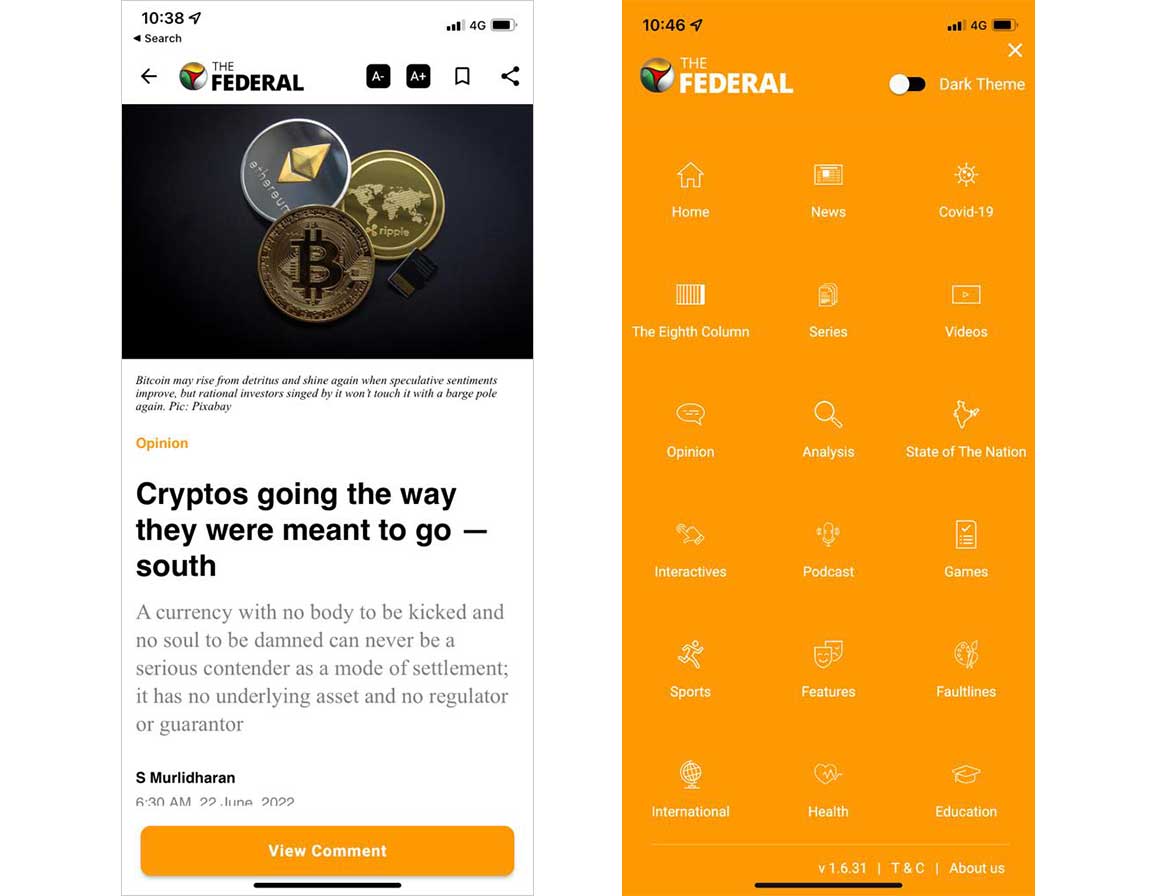 10:38
4G
Search
THE
FEDERAL
A-
A+
ethereum
ripple
Bitcoin may rise from detritus and shine again when speculative sentiments
improve, but rational investors singed by it won't touch it with a barge pole
again. Pic: Pixabay
Opinion
Cryptos going the way
they were meant to go —
south
A currency with no body to be kicked and
no soul to be damned can never be a
serious contender as a mode of settlement;
it has no underlying asset and no regulator
or guarantor
S Murlidharan
6:30 AM, 22 June, 2022
View Comment
10:46
4G
THE
FEDERAL
Dark Theme
Home
News
Covid-19
The Eighth Column
Series
Videos
Opinion
Analysis
State of The Nation
Interactives
Podcast
Games
Sports
Features
Faultlines
International
Health
Education
v 1.6.31 | T & C | About us